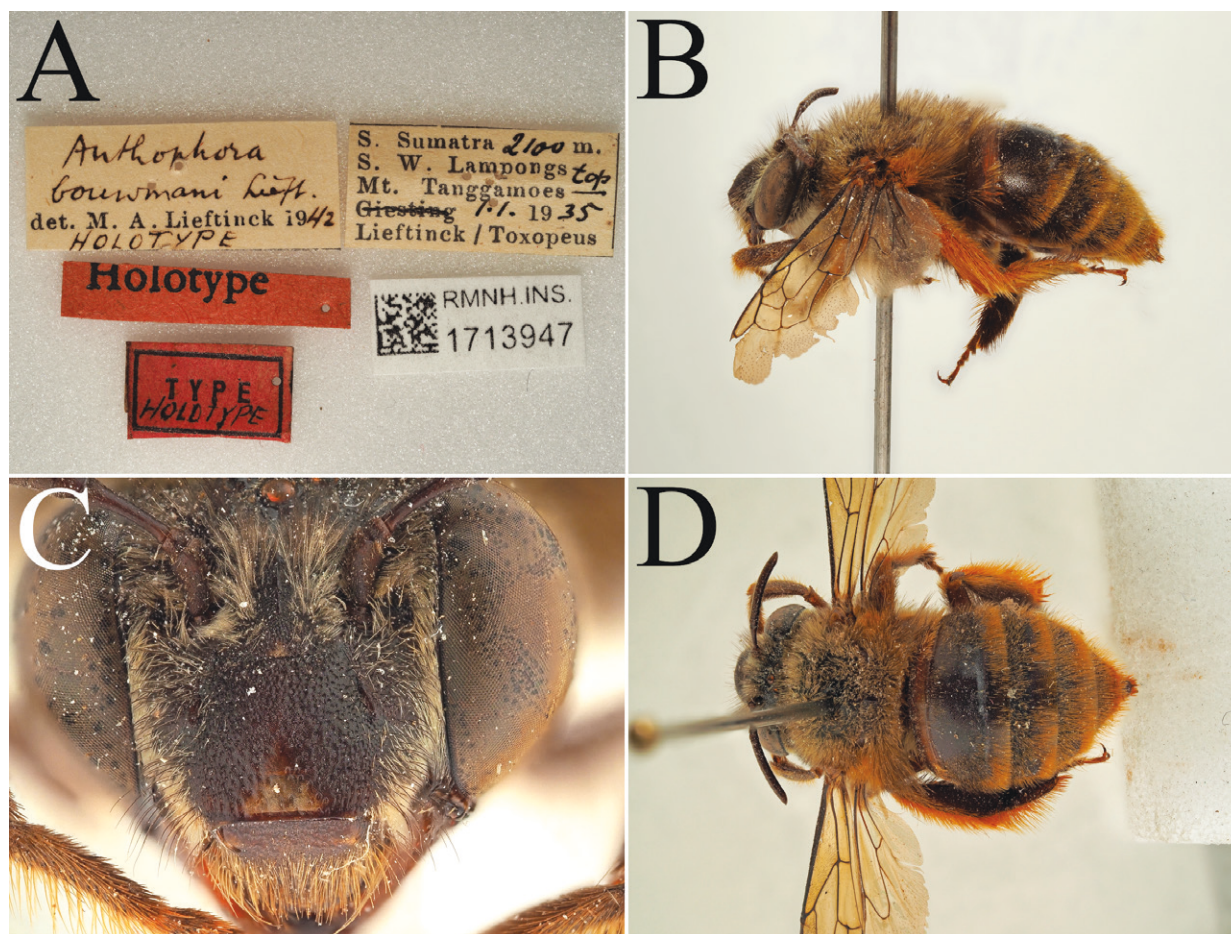 A
Anthophora
bouwmani Lieft.
det. M. A. Lieftinck 1942
HOLOTYPE
S. Sumatra 2100 m.
S. W. Lampongs top
Mt. Tanggamoes
Giesting 1.1. 1935
Lieftinck / Toxopeus
Holotype
RMNH.INS.
1713947
TYPE
HOLOTYPE
B
C
D